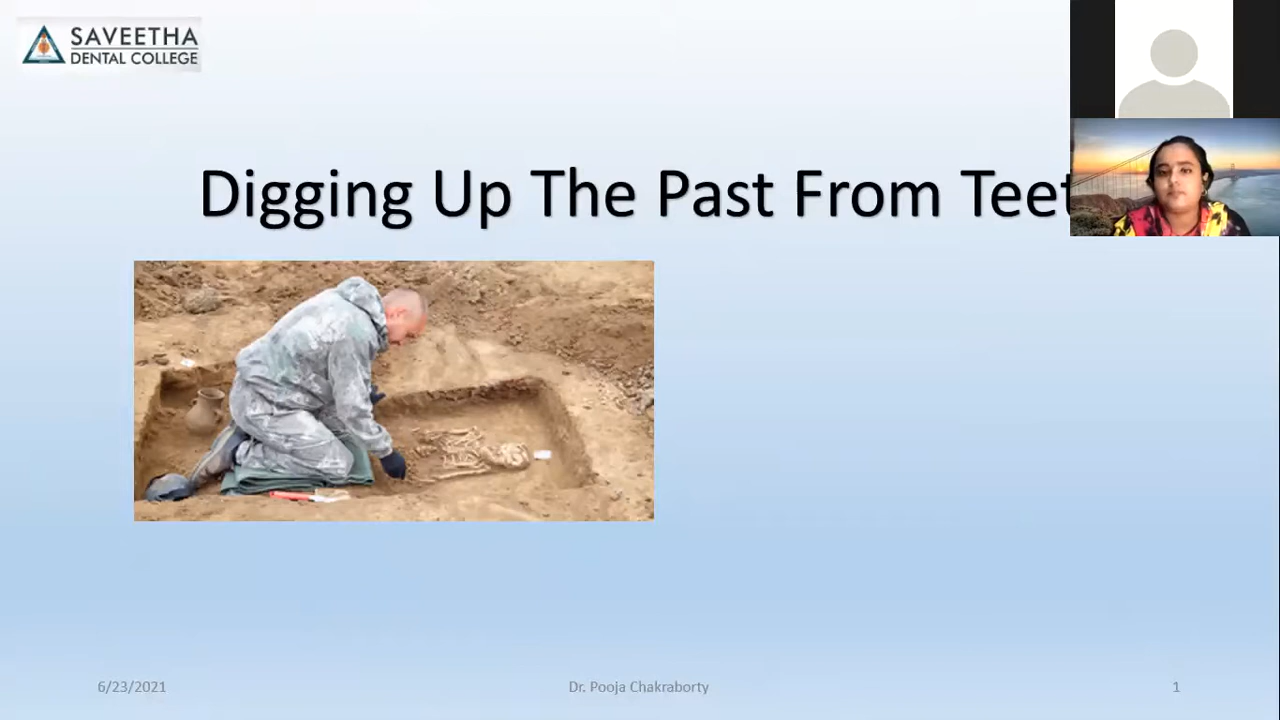 SAVEETHA
DENTAL COLLEGE
Digging Up The Past From Teet
6/23/2021
Dr. Pooja Chakraborty
1